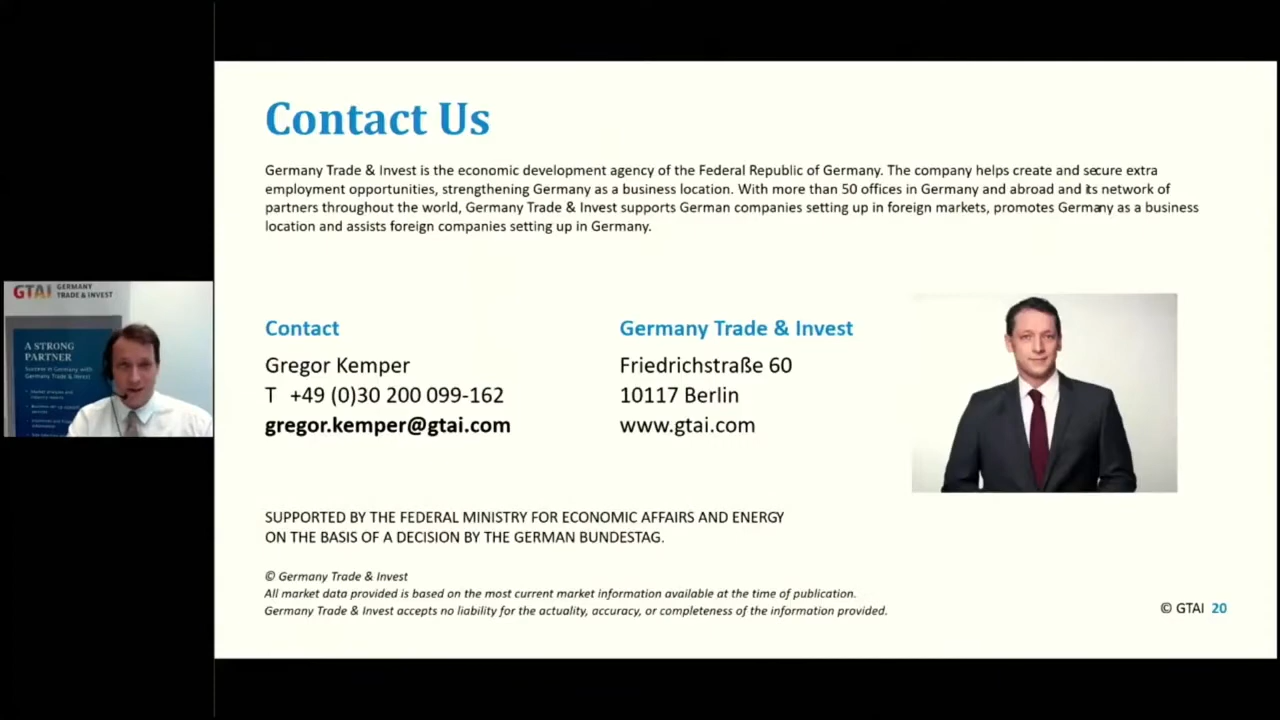 Contact Us
Germany Trade & Invest is the economic development agency of the Federal Republic of Germany. The company helps create and secure extra
employment opportunities, strengthening Germany as a business location. With more than 50 offices in Germany and abroad and its network of
partners throughout the world, Germany Trade & Invest supports German companies setting up in foreign markets, promotes Germany as a business
location and assists foreign companies setting up in Germany.
GTAI GERMANY
TRADE & INVEST
A STRONG
PARTNER
Success in Germany with
Germany Trade & Invest
Contact
Gregor Kemper
T +49 (0)30 200 099-162
gregor.kemper@gtai.com
Germany Trade & Invest
Friedrichstraße 60
10117 Berlin
www.gtai.com
SUPPORTED BY THE FEDERAL MINISTRY FOR ECONOMIC AFFAIRS AND ENERGY
ON THE BASIS OF A DECISION BY THE GERMAN BUNDESTAG.
© Germany Trade & Invest
All market data provided is based on the most current market information available at the time of publication.
Germany Trade & Invest accepts no liability for the actuality, accuracy, or completeness of the information provided.
© GTAI 20